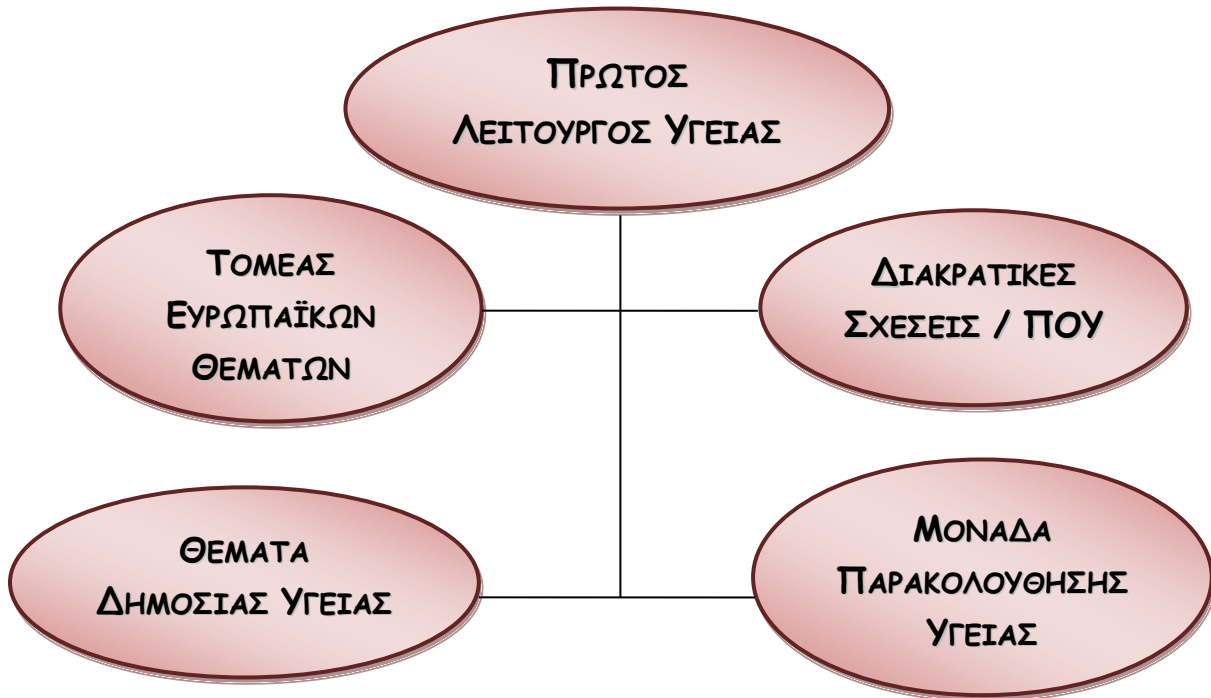 ΠΡΩΤΟΣ
ΛΕΙΤΟΥΡΓΟΣ ΥΓΕΙΑΣ
ΤΟΜΕΑΣ
ΕΥΡΩΠΑΪΚΩΝ
ΘΕΜΑΤΩΝ
ΔΙΑΚΡΑΤΙΚΕΣ
ΣΧΕΣΕΙΣ / ΠΟΥ
ΘΕΜΑΤΑ
ΔΗΜΟΣΙΑΣ ΥΓΕΙΑΣ
ΜΟΝΑΔΑ
ΠΑΡΑΚΟΛΟΥΘΗΣΗΣ
ΥΓΕΙΑΣ